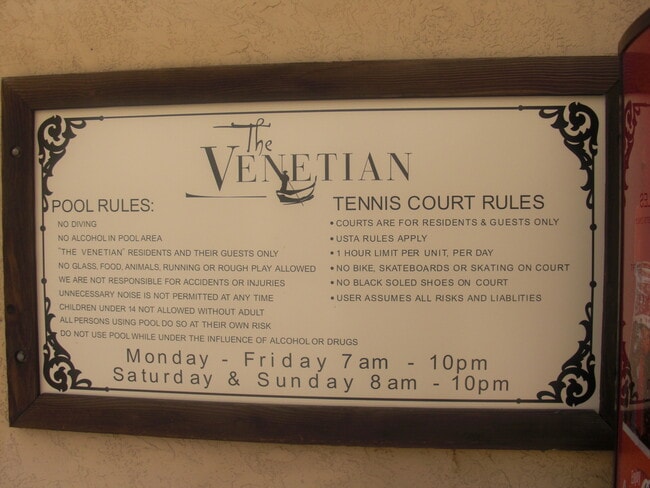 The
VENETIAN
POOL RULES:
NO DIVING
NO ALCOHOL IN POOL AREA
"THE VENETIAN" RESIDENTS AND THEIR GUESTS ONLY
NO GLASS, FOOD, ANIMALS, RUNNING OR ROUGH PLAY ALLOWED
WE ARE NOT RESPONSIBLE FOR ACCIDENTS OR INJURIES
UNNECESSARY NOISE IS NOT PERMITTED AT ANY TIME
CHILDREN UNDER 14 NOT ALLOWED WITHOUT ADULT
ALL PERSONS USING POOL DO SO AT THEIR OWN RISK
DO NOT USE POOL WHILE UNDER THE INFLUENCE OF ALCOHOL OR DRUGS
TENNIS COURT RULES
• COURTS ARE FOR RESIDENTS & GUESTS ONLY
• USTA RULES APPLY
• 1 HOUR LIMIT PER UNIT, PER DAY
• NO BIKE, SKATEBOARDS OR SKATING ON COURT
• NO BLACK SOLED SHOES ON COURT
• USER ASSUMES ALL RISKS AND LIABLITIES
Monday - Friday 7am - 10pm
Saturday & Sunday 8am - 10pm